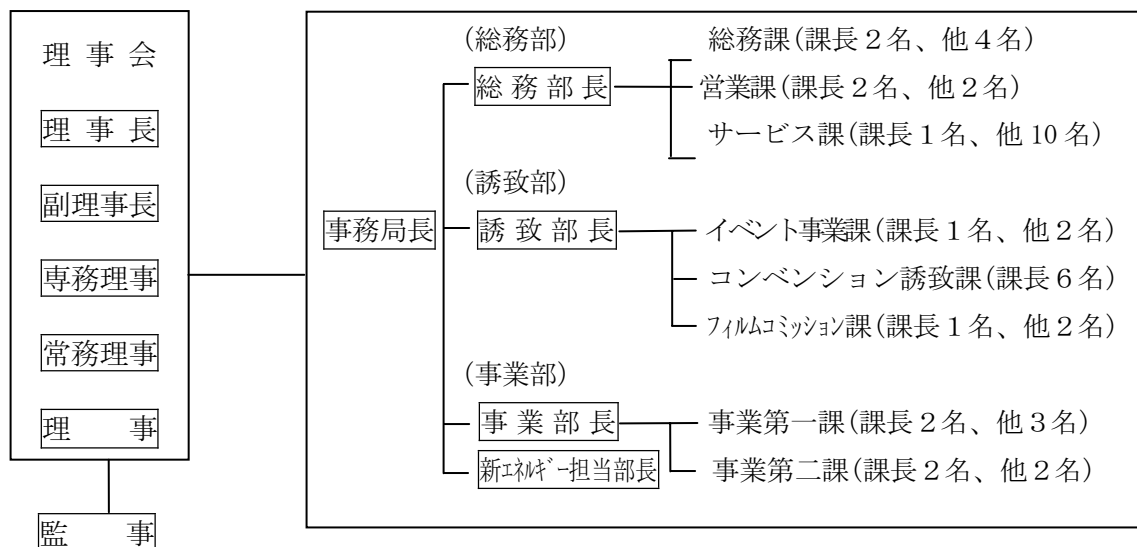 理 事 会
理 事 長
副理事長
専務理事
常務理事
理　　事
監　　事
事務局長
(総務部)
総 務 部 長
総務課(課長２名、他４名)
営業課(課長２名、他２名)
サービス課(課長１名、他 10 名)
(誘致部)
誘 致 部 長
イベント事業課(課長１名、他２名)
コンベンション誘致課(課長６名)
フィルムコミッション課(課長１名、他２名)
(事業部)
事 業 部 長
事業第一課(課長２名、他３名)
新エネルギー担当部長
事業第二課(課長２名、他２名)